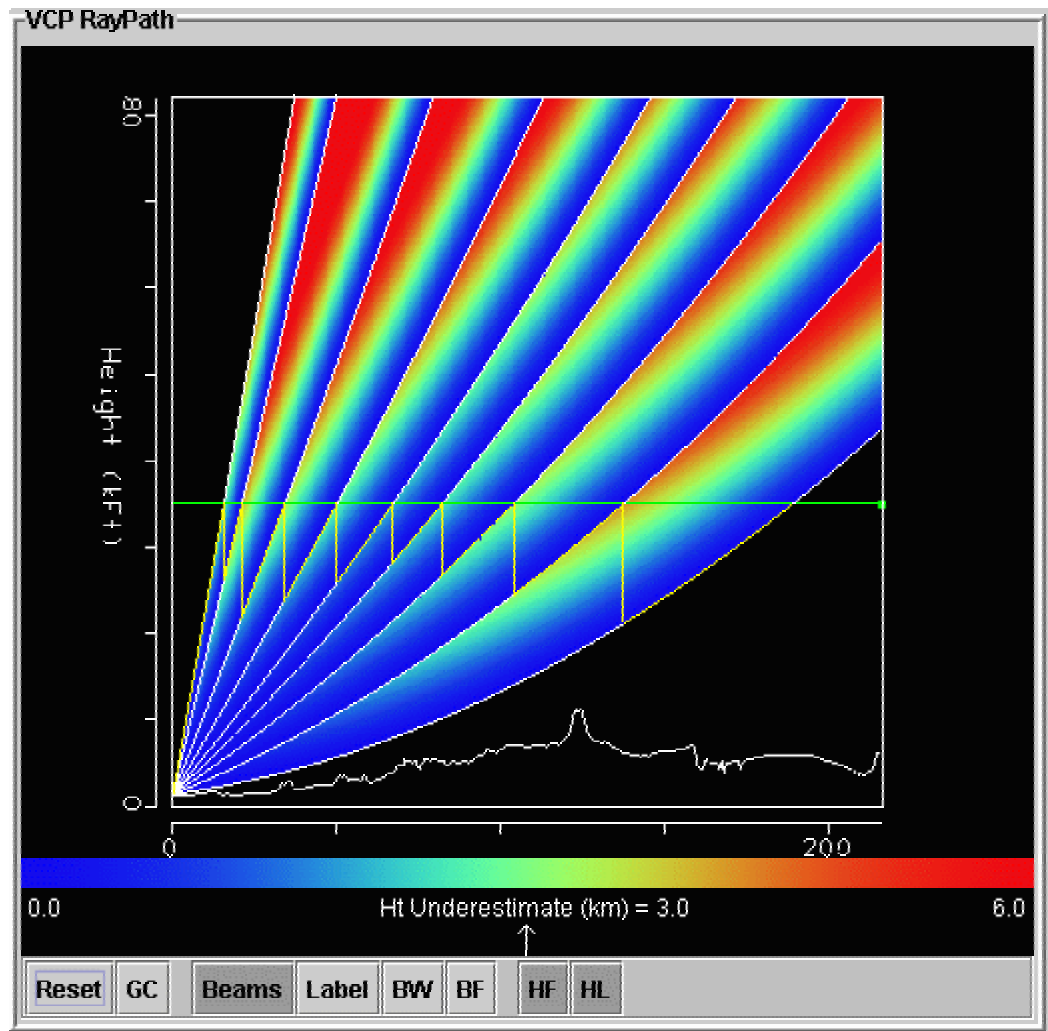 VCP RayPath
80
Height (kFt)
0
0 200
0.0 Ht Underestimate (km) = 3.0 6.0
Reset GC Beams Label BW BF HF HL